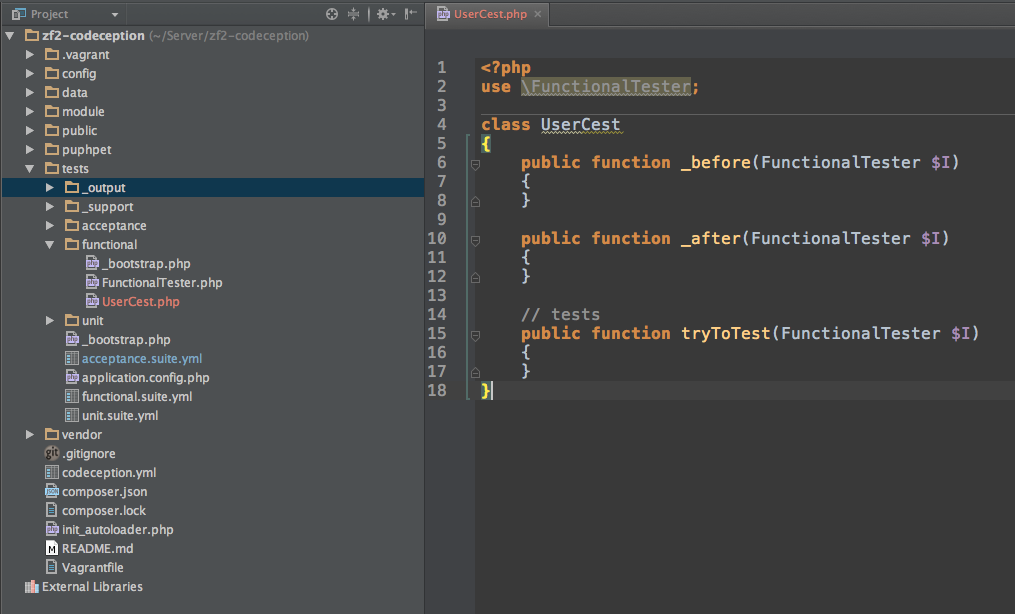 Project
zf2-codeception (~/Server/zf2-codeception)
.vagrant
config
data
module
public
puphpet
tests
_output
_support
acceptance
functional
_bootstrap.php
FunctionalTester.php
UserCest.php
unit
_bootstrap.php
acceptance.suite.yml
application.config.php
functional.suite.yml
unit.suite.yml
vendor
.gitignore
codeception.yml
composer.json
composer.lock
init_autoloader.php
README.md
Vagrantfile
External Libraries
UserCest.php
1 <?php
2 use \FunctionalTester;
3
4 class UserCest
5 {
6     public function _before(FunctionalTester $I)
7     {
8     }
9
10     public function _after(FunctionalTester $I)
11     {
12     }
13
14     // tests
15     public function tryToTest(FunctionalTester $I)
16     {
17     }
18 }